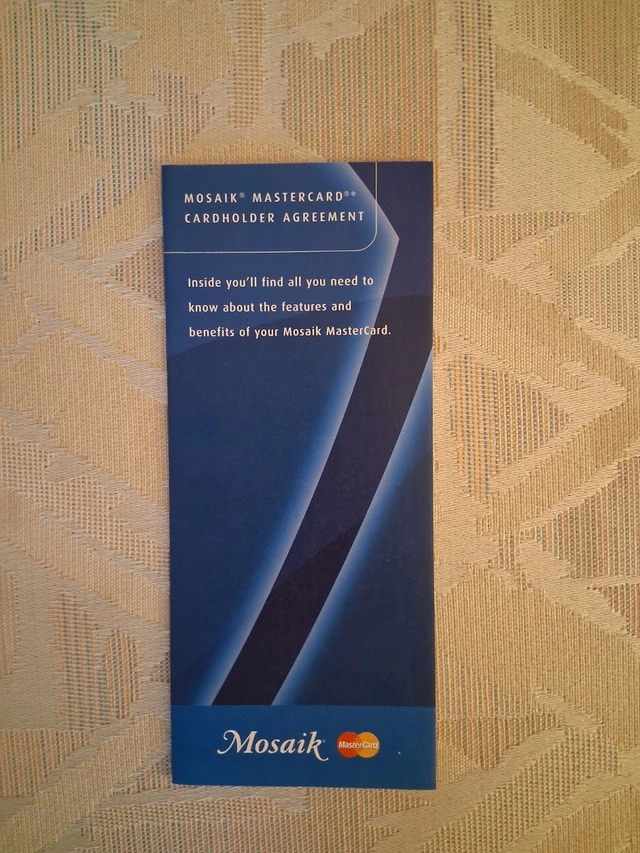 MOSAIK® MASTERCARD®*
CARDHOLDER AGREEMENT
Inside you'll find all you need to
know about the features and
benefits of your Mosaik MasterCard.
Mosaik® MasterCard